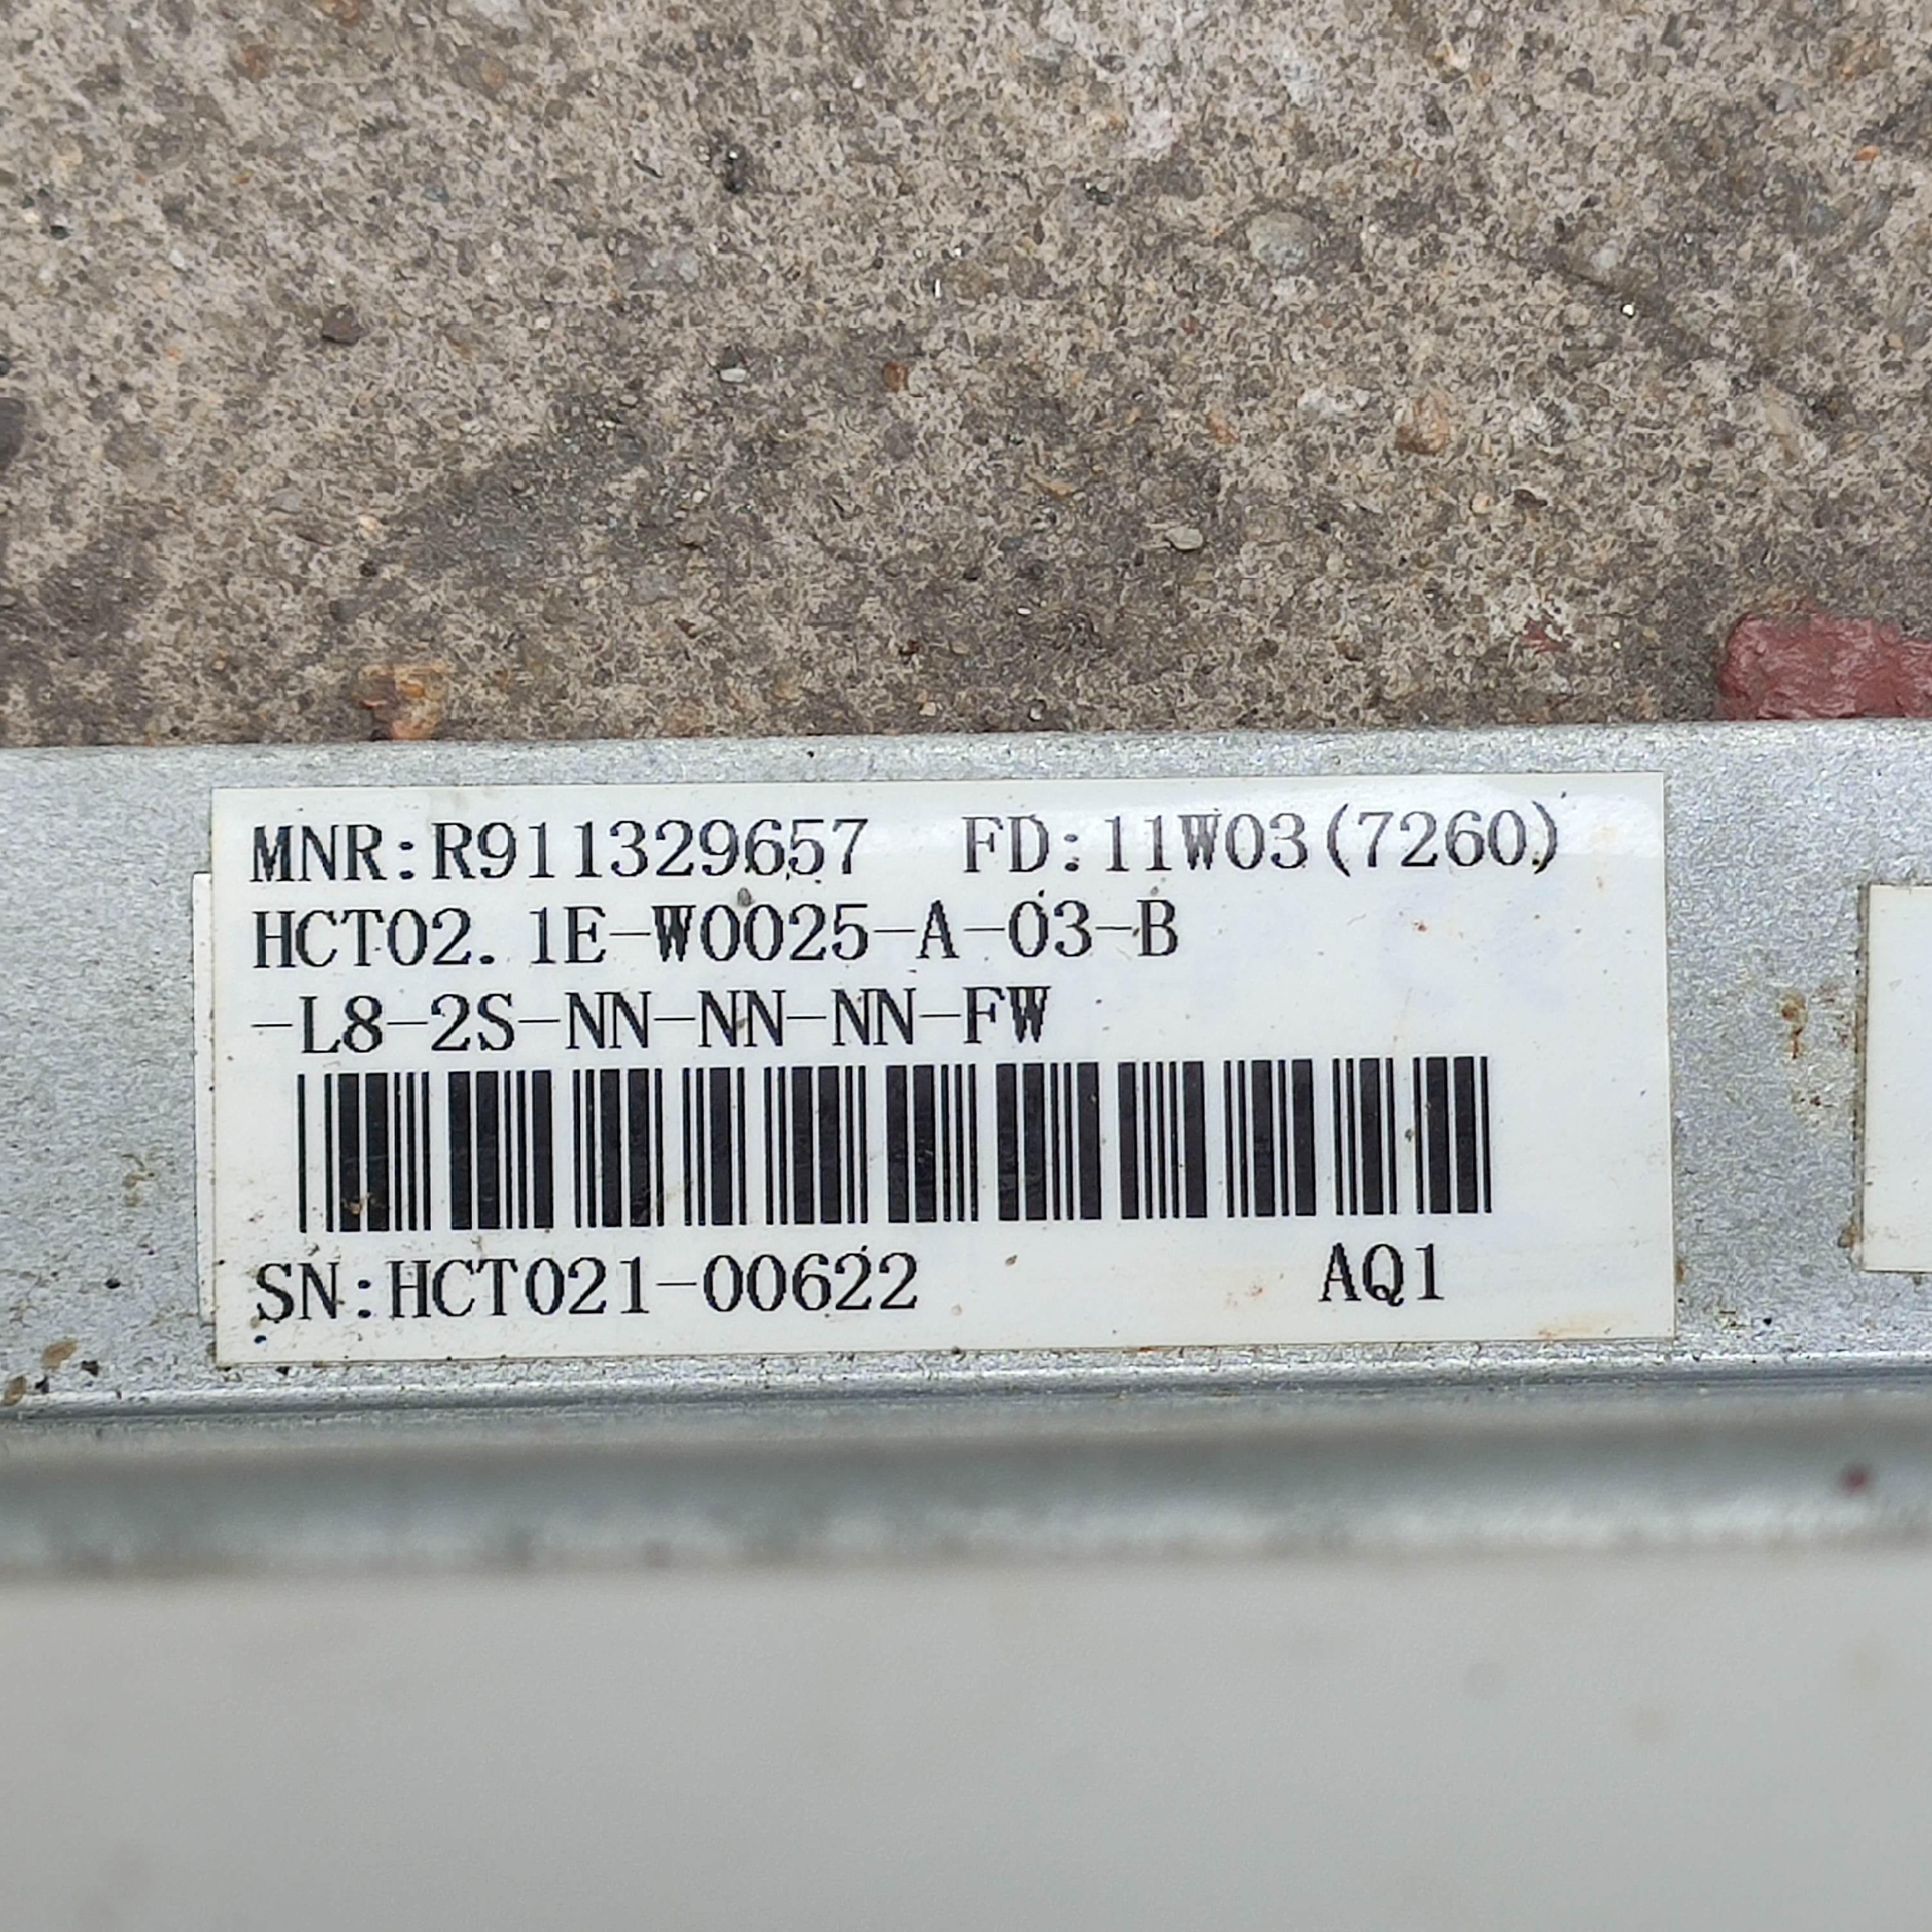 MNR:R911329657 FD:11W03(7260)
HCT02.1E-W0025-A-03-B
-L8-2S-NN-NN-NN-FW
SN:HCT021-00622 AQ1